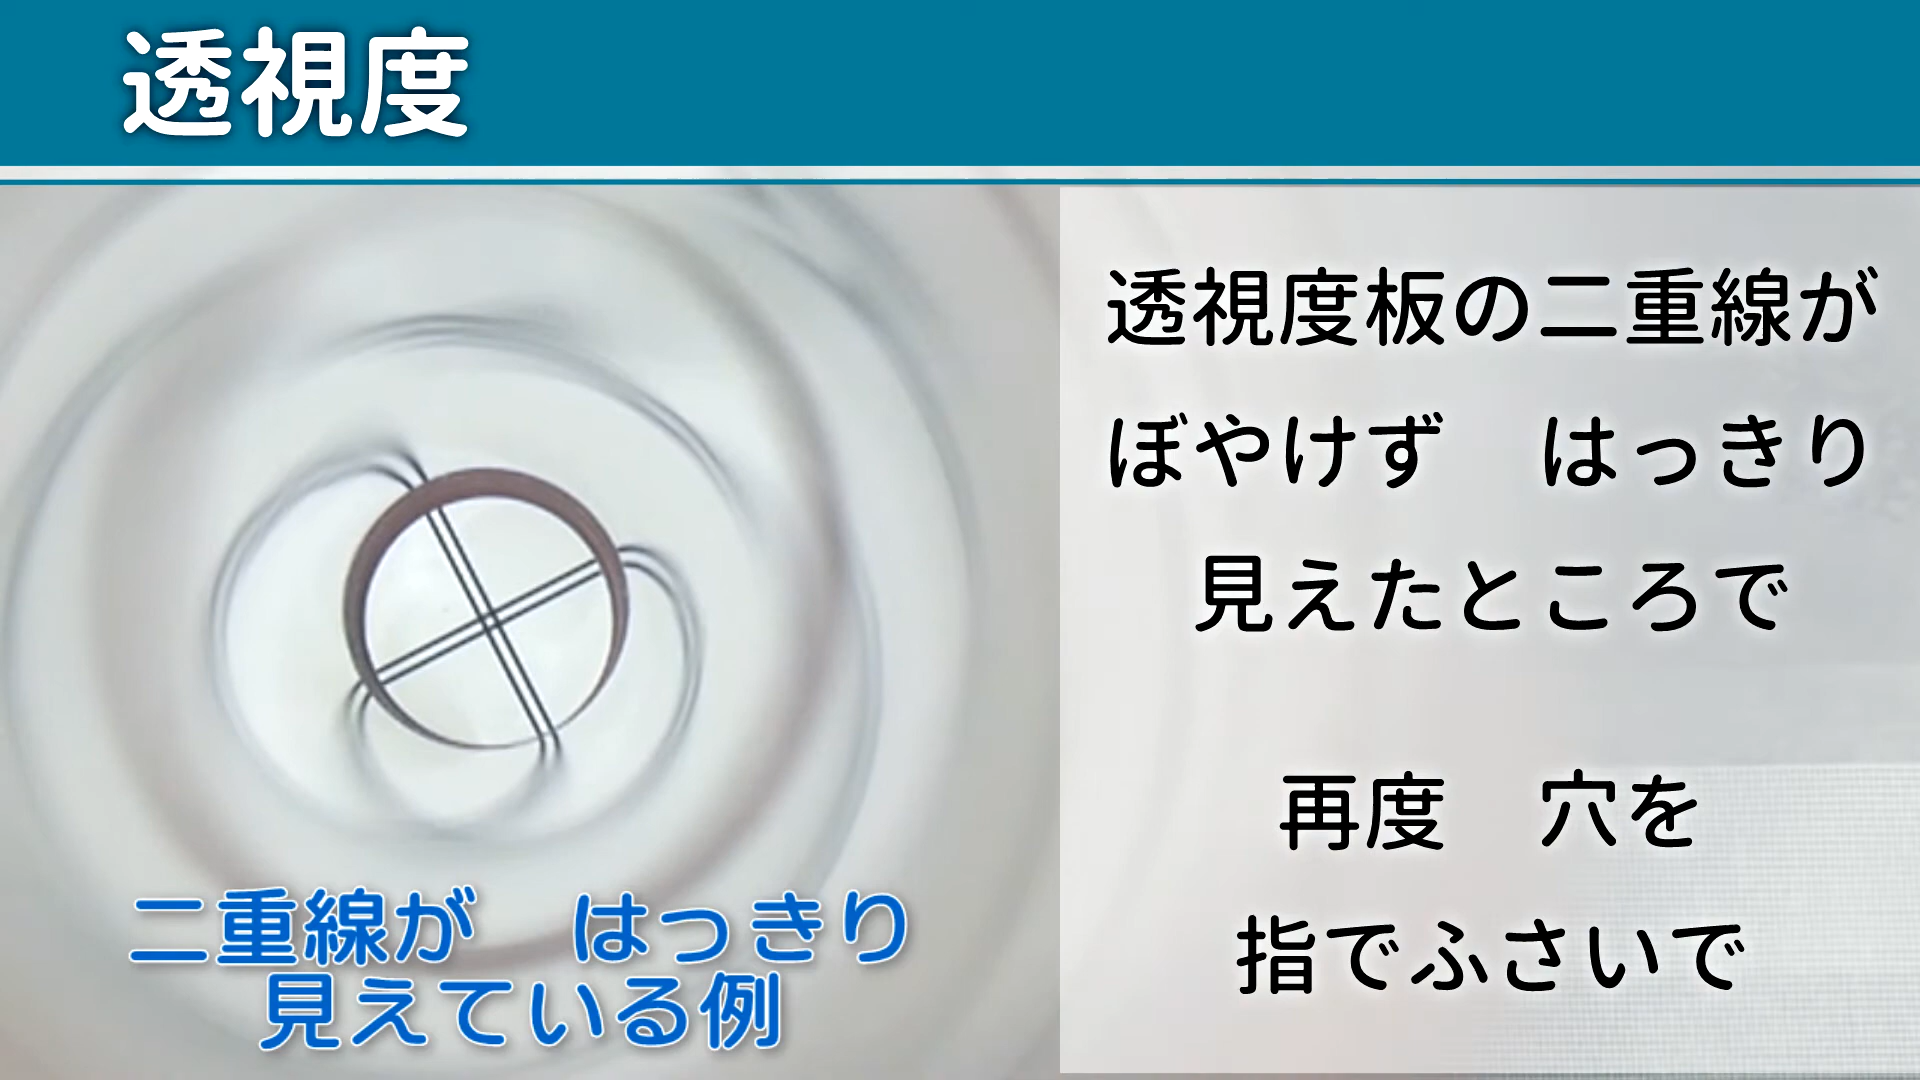 透視度
透視度板の二重線が
ぼやけず　はっきり
見えたところで
再度　穴を
指でふさいで
二重線が　はっきり
見えている例